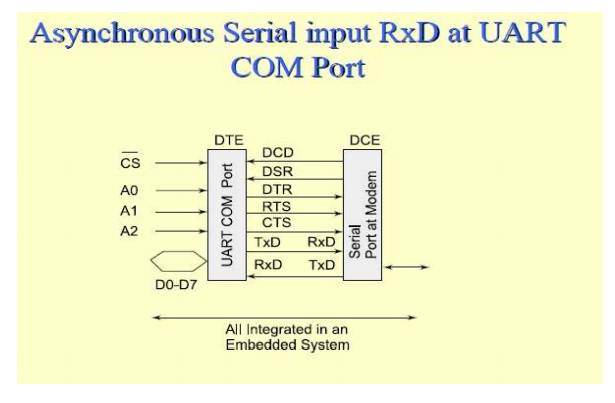 Asynchronous Serial input RxD at UART
COM Port
DTE
DCE
CS
A0
A1
A2
D0-D7
UART COM Port
DCD
DSR
DTR
RTS
CTS
TxD RxD
RxD TxD
Serial
Port at Modem
All Integrated in an
Embedded System